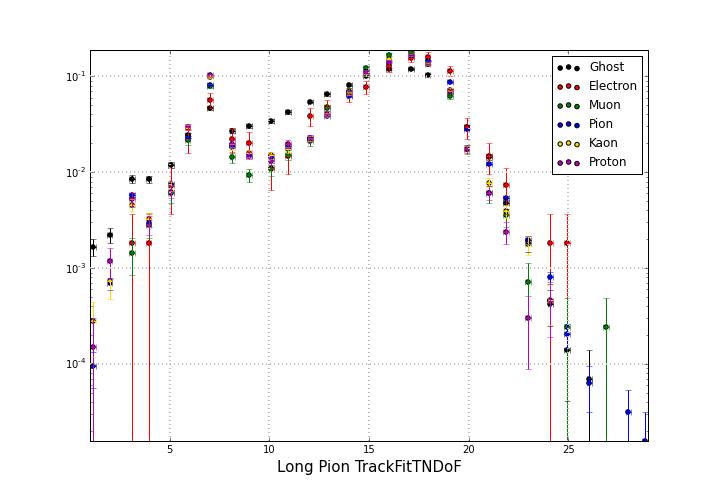 10⁻¹
10⁻²
10⁻³
10⁻⁴
5
10
15
20
25
Long Pion TrackFitTNDoF
Ghost
Electron
Muon
Pion
Kaon
Proton